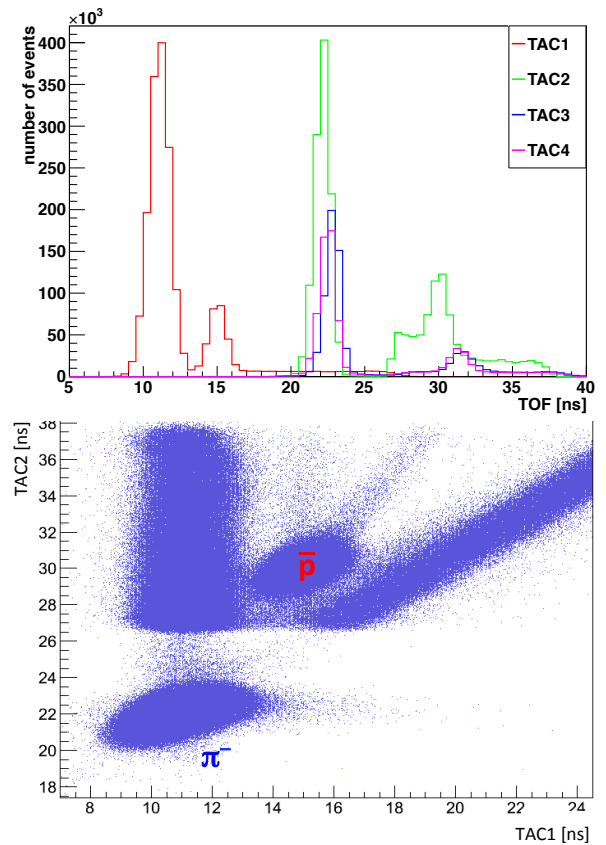 ×10³
number of events
400
350
300
250
200
150
100
50
0
5 10 15 20 25 30 35 40
TOF [ns]
TAC1
TAC2
TAC3
TAC4
TAC2 [ns]
38
36
34
32
30
28
26
24
22
20
18
p̅
π⁻
8 10 12 14 16 18 20 22 24
TAC1 [ns]